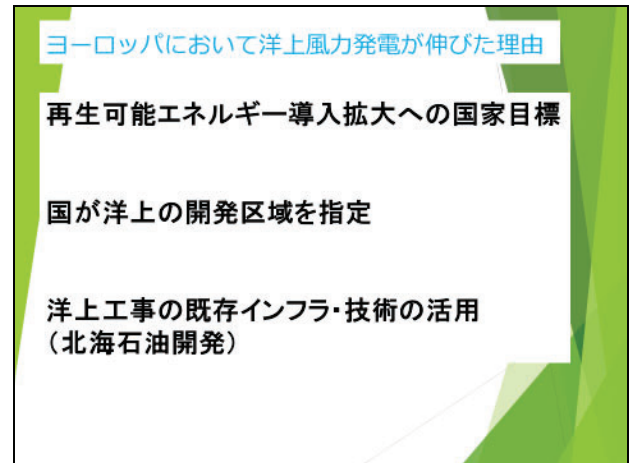 ヨーロッパにおいて洋上風力発電が伸びた理由
再生可能エネルギー導入拡大への国家目標
国が洋上の開発区域を指定
洋上工事の既存インフラ・技術の活用
（北海石油開発）